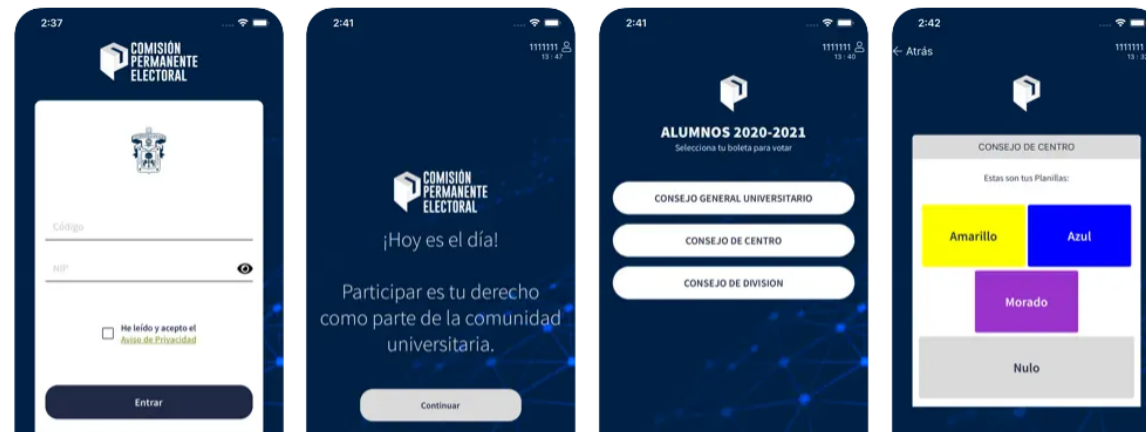 2:37
COMISIÓN
PERMANENTE
ELECTORAL
Código
NIP
He leído y acepto el
Aviso de Privacidad
Entrar
2:41
1111111
13 : 47
COMISIÓN
PERMANENTE
ELECTORAL
¡Hoy es el día!
Participar es tu derecho
como parte de la comunidad
universitaria.
Continuar
2:41
1111111
13 : 40
ALUMNOS 2020-2021
Selecciona tu boleta para votar
CONSEJO GENERAL UNIVERSITARIO
CONSEJO DE CENTRO
CONSEJO DE DIVISION
2:42
← Atrás
1111111
CONSEJO DE CENTRO
Estas son tus Planillas:
Amarillo
Azul
Morado
Nulo